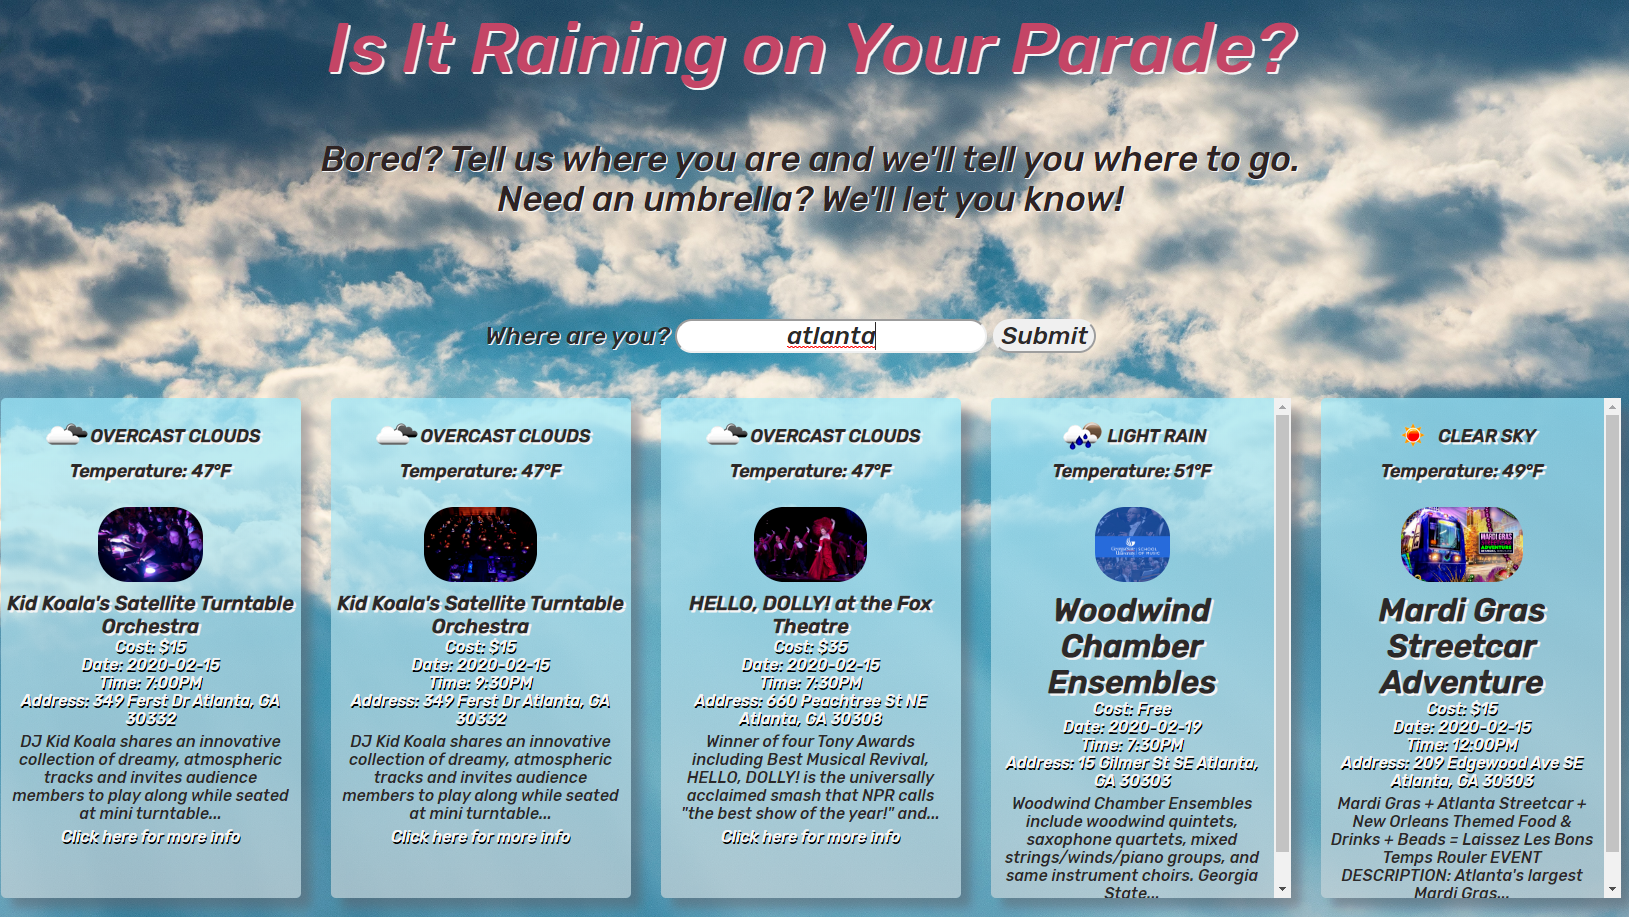 Is It Raining on Your Parade?
Bored? Tell us where you are and we'll tell you where to go.
Need an umbrella? We'll let you know!
Where are you? atlanta Submit
OVERCAST CLOUDS
Temperature: 47°F
Kid Koala's Satellite Turntable
Orchestra
Cost: $15
Date: 2020-02-15
Time: 7:00PM
Address: 349 Ferst Dr Atlanta, GA
30332
DJ Kid Koala shares an innovative
collection of dreamy, atmospheric
tracks and invites audience
members to play along while seated
at mini turntable...
Click here for more info
OVERCAST CLOUDS
Temperature: 47°F
Kid Koala's Satellite Turntable
Orchestra
Cost: $15
Date: 2020-02-15
Time: 9:30PM
Address: 349 Ferst Dr Atlanta, GA
30332
DJ Kid Koala shares an innovative
collection of dreamy, atmospheric
tracks and invites audience
members to play along while seated
at mini turntable...
Click here for more info
OVERCAST CLOUDS
Temperature: 47°F
HELLO, DOLLY! at the Fox
Theatre
Cost: $35
Date: 2020-02-15
Time: 7:30PM
Address: 660 Peachtree St NE
Atlanta, GA 30308
Winner of four Tony Awards
including Best Musical Revival,
HELLO, DOLLY! is the universally
acclaimed smash that NPR calls
"the best show of the year!" and...
Click here for more info
LIGHT RAIN
Temperature: 51°F
SCHOOL
OF MUSIC
Woodwind
Chamber
Ensembles
Cost: Free
Date: 2020-02-19
Time: 7:30PM
Address: 15 Gilmer St SE Atlanta,
GA 30303
Woodwind Chamber Ensembles
include woodwind quintets,
saxophone quartets, mixed
strings/winds/piano groups, and
same instrument choirs. Georgia
State...
CLEAR SKY
Temperature: 49°F
MARDI GRAS
ADVENTURE
Mardi Gras
Streetcar
Adventure
Cost: $15
Date: 2020-02-15
Time: 12:00PM
Address: 209 Edgewood Ave SE
Atlanta, GA 30303
Mardi Gras + Atlanta Streetcar +
New Orleans Themed Food &
Drinks + Beads = Laissez Les Bons
Temps Rouler EVENT
DESCRIPTION: Atlanta's largest
Mardi Gras...